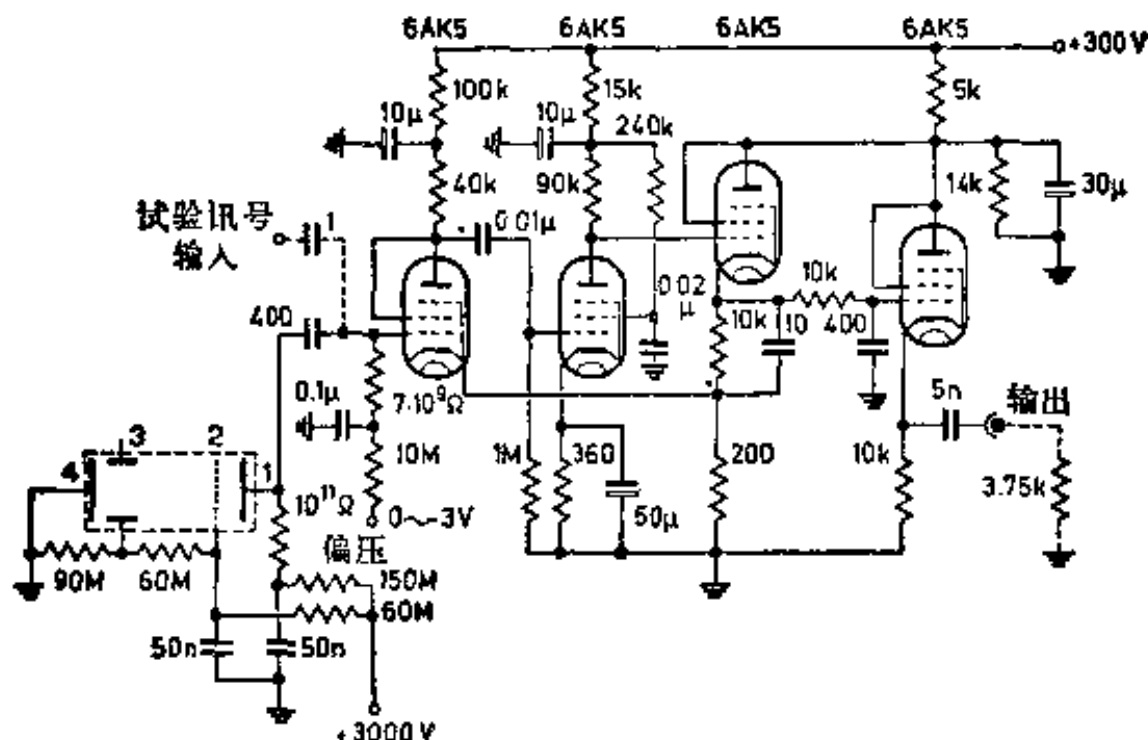 6AK5 6AK5 6AK5 6AK5
+300 V
100k 15k 5k
10μ 10μ
240k
40k 90k 14k 30μ
试验讯号
输入
1
0.01μ
10k
0.02
μ
400
10k 10 400
0.1μ
7·10⁹Ω
5n 输出
3 2
4 1
10M 1M 360 200 10k
10¹¹Ω
3.75k
0～-3V
50μ
偏压
90M 60M 150M
60M
50n 50n
+3000 V